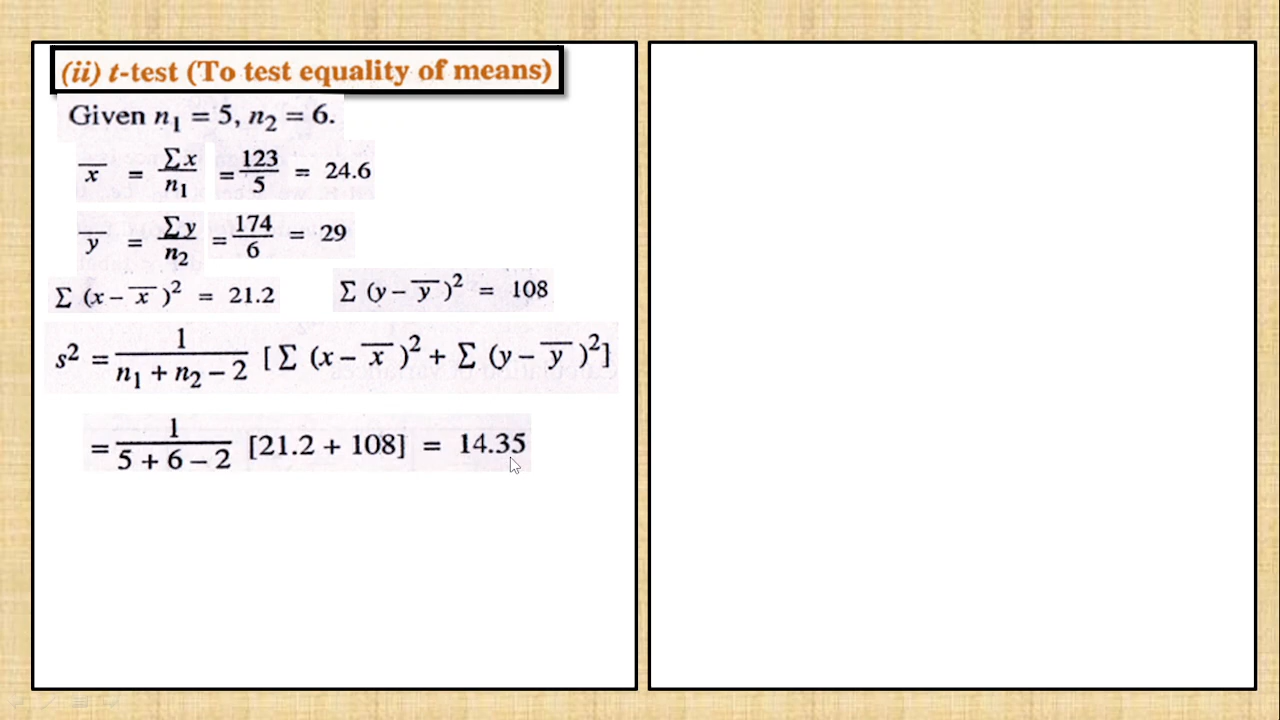 (ii) t-test (To test equality of means)
Given n₁ = 5, n₂ = 6.
x̄ = Σx/n₁ = 123/5 = 24.6
ȳ = Σy/n₂ = 174/6 = 29
Σ (x – x̄)² = 21.2 Σ (y – ȳ)² = 108
s² = 1/(n₁ + n₂ – 2) [Σ (x – x̄)² + Σ (y – ȳ)²]
= 1/(5 + 6 – 2) [21.2 + 108] = 14.35